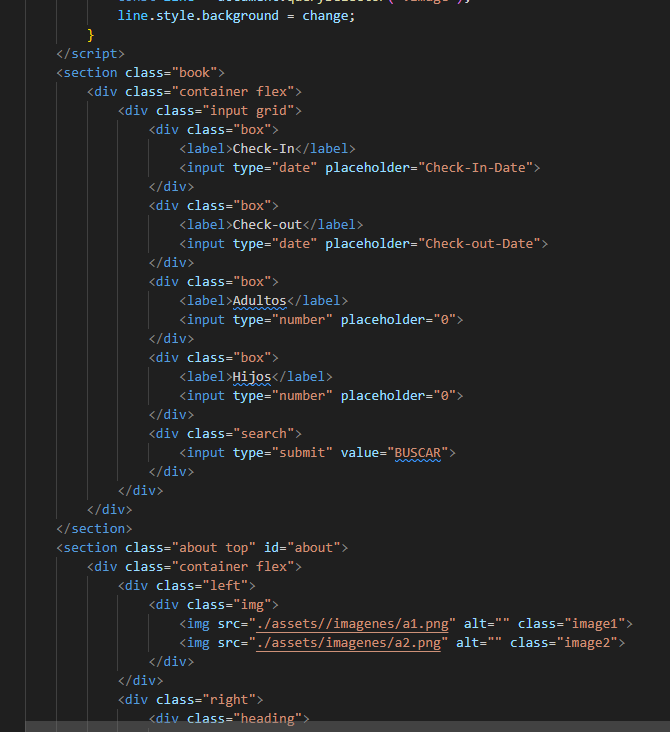 line.style.background = change;
}
</script>
<section class="book">
<div class="container flex">
<div class="input grid">
<div class="box">
<label>Check-In</label>
<input type="date" placeholder="Check-In-Date">
</div>
<div class="box">
<label>Check-out</label>
<input type="date" placeholder="Check-out-Date">
</div>
<div class="box">
<label>Adultos</label>
<input type="number" placeholder="0">
</div>
<div class="box">
<label>Hijos</label>
<input type="number" placeholder="0">
</div>
<div class="search">
<input type="submit" value="BUSCAR">
</div>
</div>
</div>
</section>
<section class="about top" id="about">
<div class="container flex">
<div class="left">
<div class="img">
<img src="./assets//imagenes/a1.png" alt="" class="image1">
<img src="./assets/imagenes/a2.png" alt="" class="image2">
</div>
</div>
<div class="right">
<div class="heading">